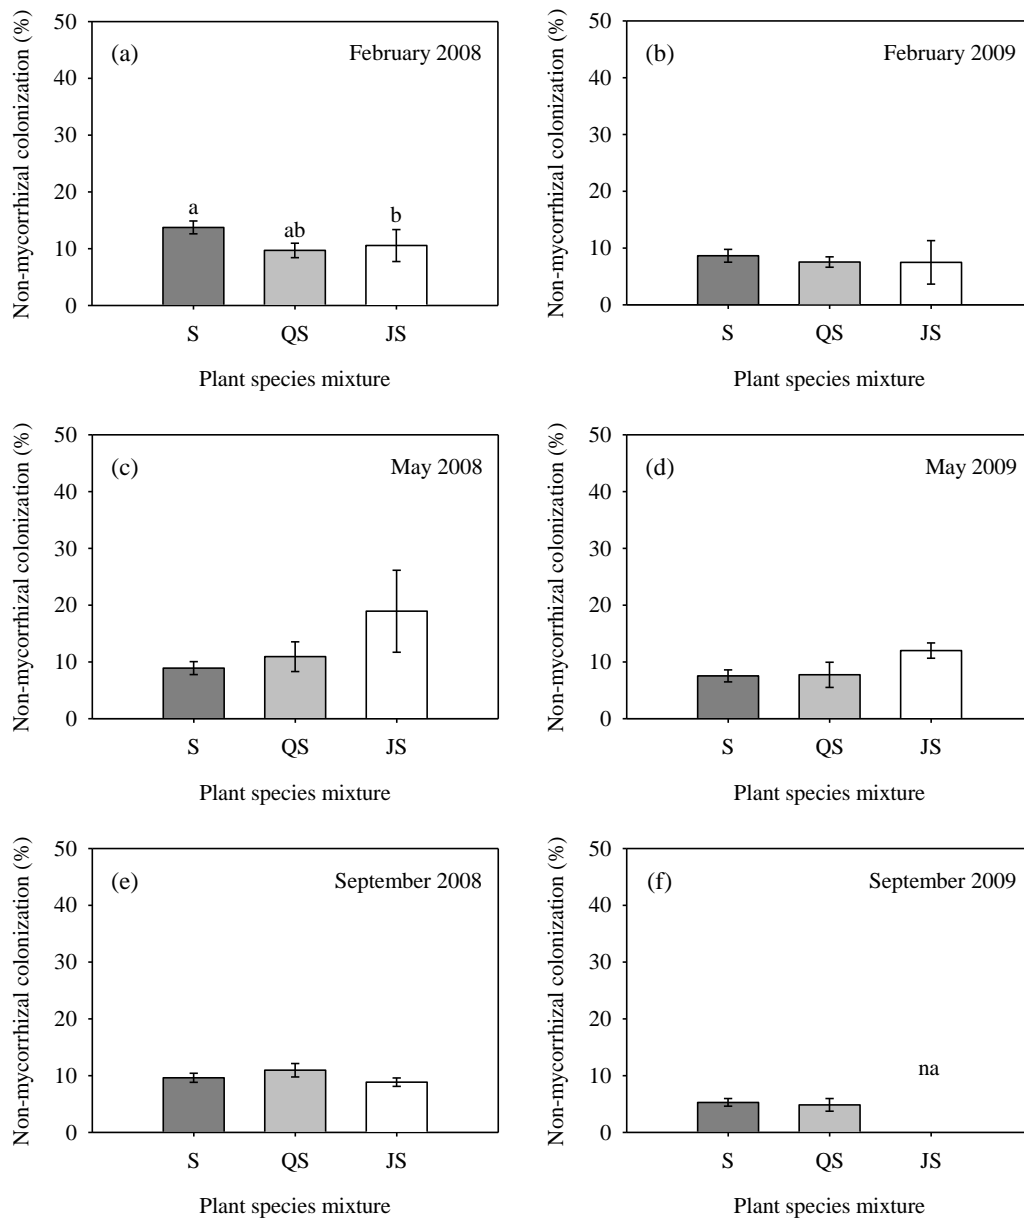 Non-mycorrhizal colonization (%)
50
40
30
20
10
0
(a)
February 2008
a
ab
b
S
QS
JS
Plant species mixture
Non-mycorrhizal colonization (%)
50
40
30
20
10
0
(b)
February 2009
S
QS
JS
Plant species mixture
Non-mycorrhizal colonization (%)
50
40
30
20
10
0
(c)
May 2008
S
QS
JS
Plant species mixture
Non-mycorrhizal colonization (%)
50
40
30
20
10
0
(d)
May 2009
S
QS
JS
Plant species mixture
Non-mycorrhizal colonization (%)
50
40
30
20
10
0
(e)
September 2008
S
QS
JS
Plant species mixture
Non-mycorrhizal colonization (%)
50
40
30
20
10
0
(f)
September 2009
na
S
QS
JS
Plant species mixture